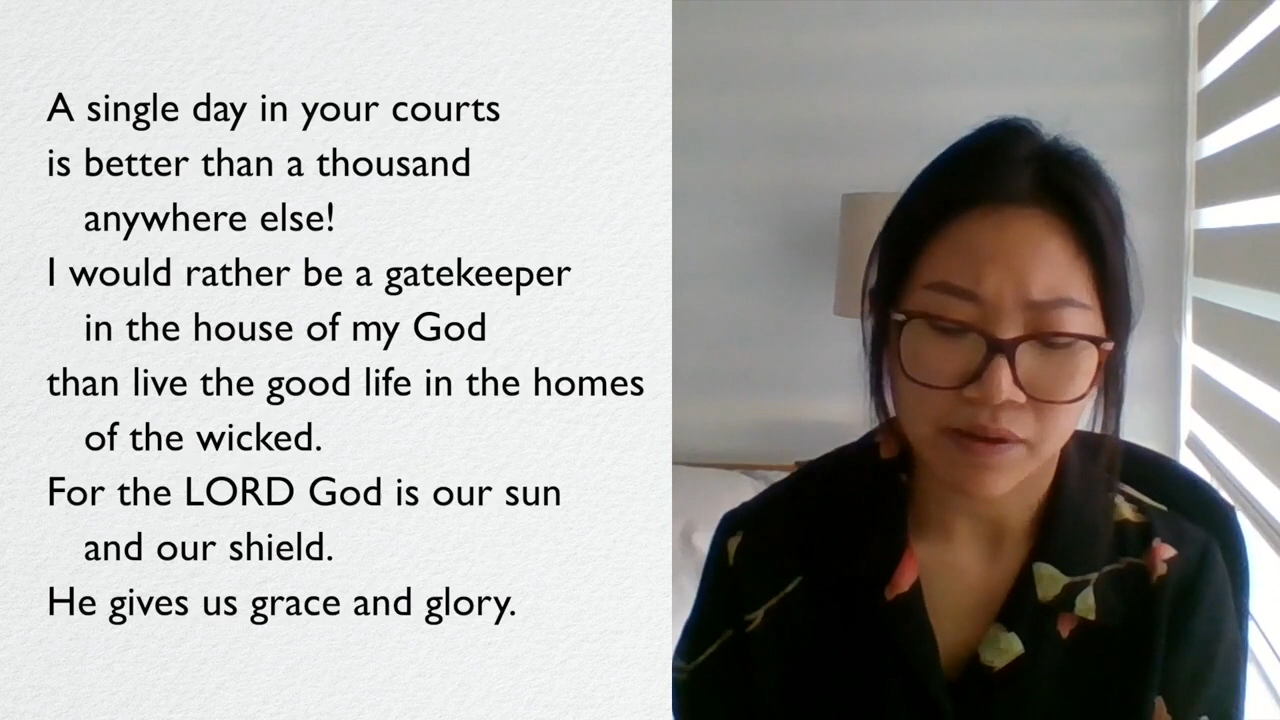 A single day in your courts
is better than a thousand
anywhere else!
I would rather be a gatekeeper
in the house of my God
than live the good life in the homes
of the wicked.
For the LORD God is our sun
and our shield.
He gives us grace and glory.